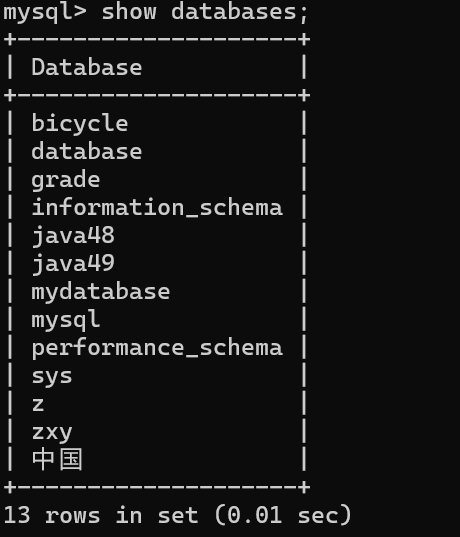 mysql> show databases;
+--------------------+
| Database           |
+--------------------+
| bicycle            |
| database           |
| grade              |
| information_schema |
| java48             |
| java49             |
| mydatabase         |
| mysql              |
| performance_schema |
| sys                |
| z                  |
| zxy                |
| 中国               |
+--------------------+
13 rows in set (0.01 sec)